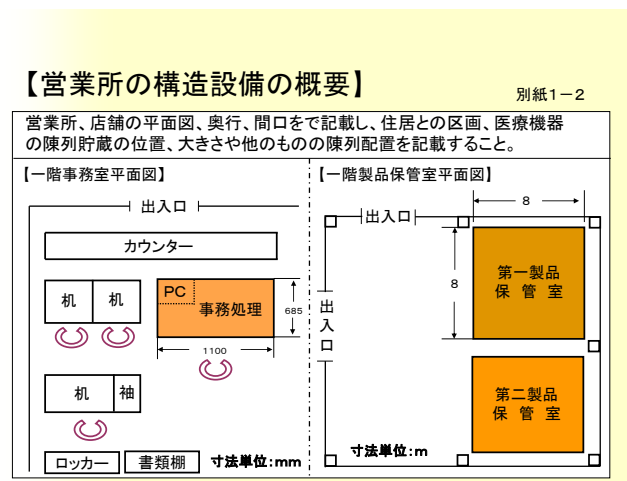 【営業所の構造設備の概要】
別紙1－2
営業所、店舗の平面図、奥行、間口をで記載し、住居との区画、医療機器
の陳列貯蔵の位置、大きさや他のものの陳列配置を記載すること。
【一階事務室平面図】
出入口
カウンター
机
机
PC
事務処理
685
1100
机
袖
ロッカー
書類棚
寸法単位:mm
【一階製品保管室平面図】
出入口
8
8
第一製品
保 管 室
出
入
口
第二製品
保 管 室
寸法単位:m